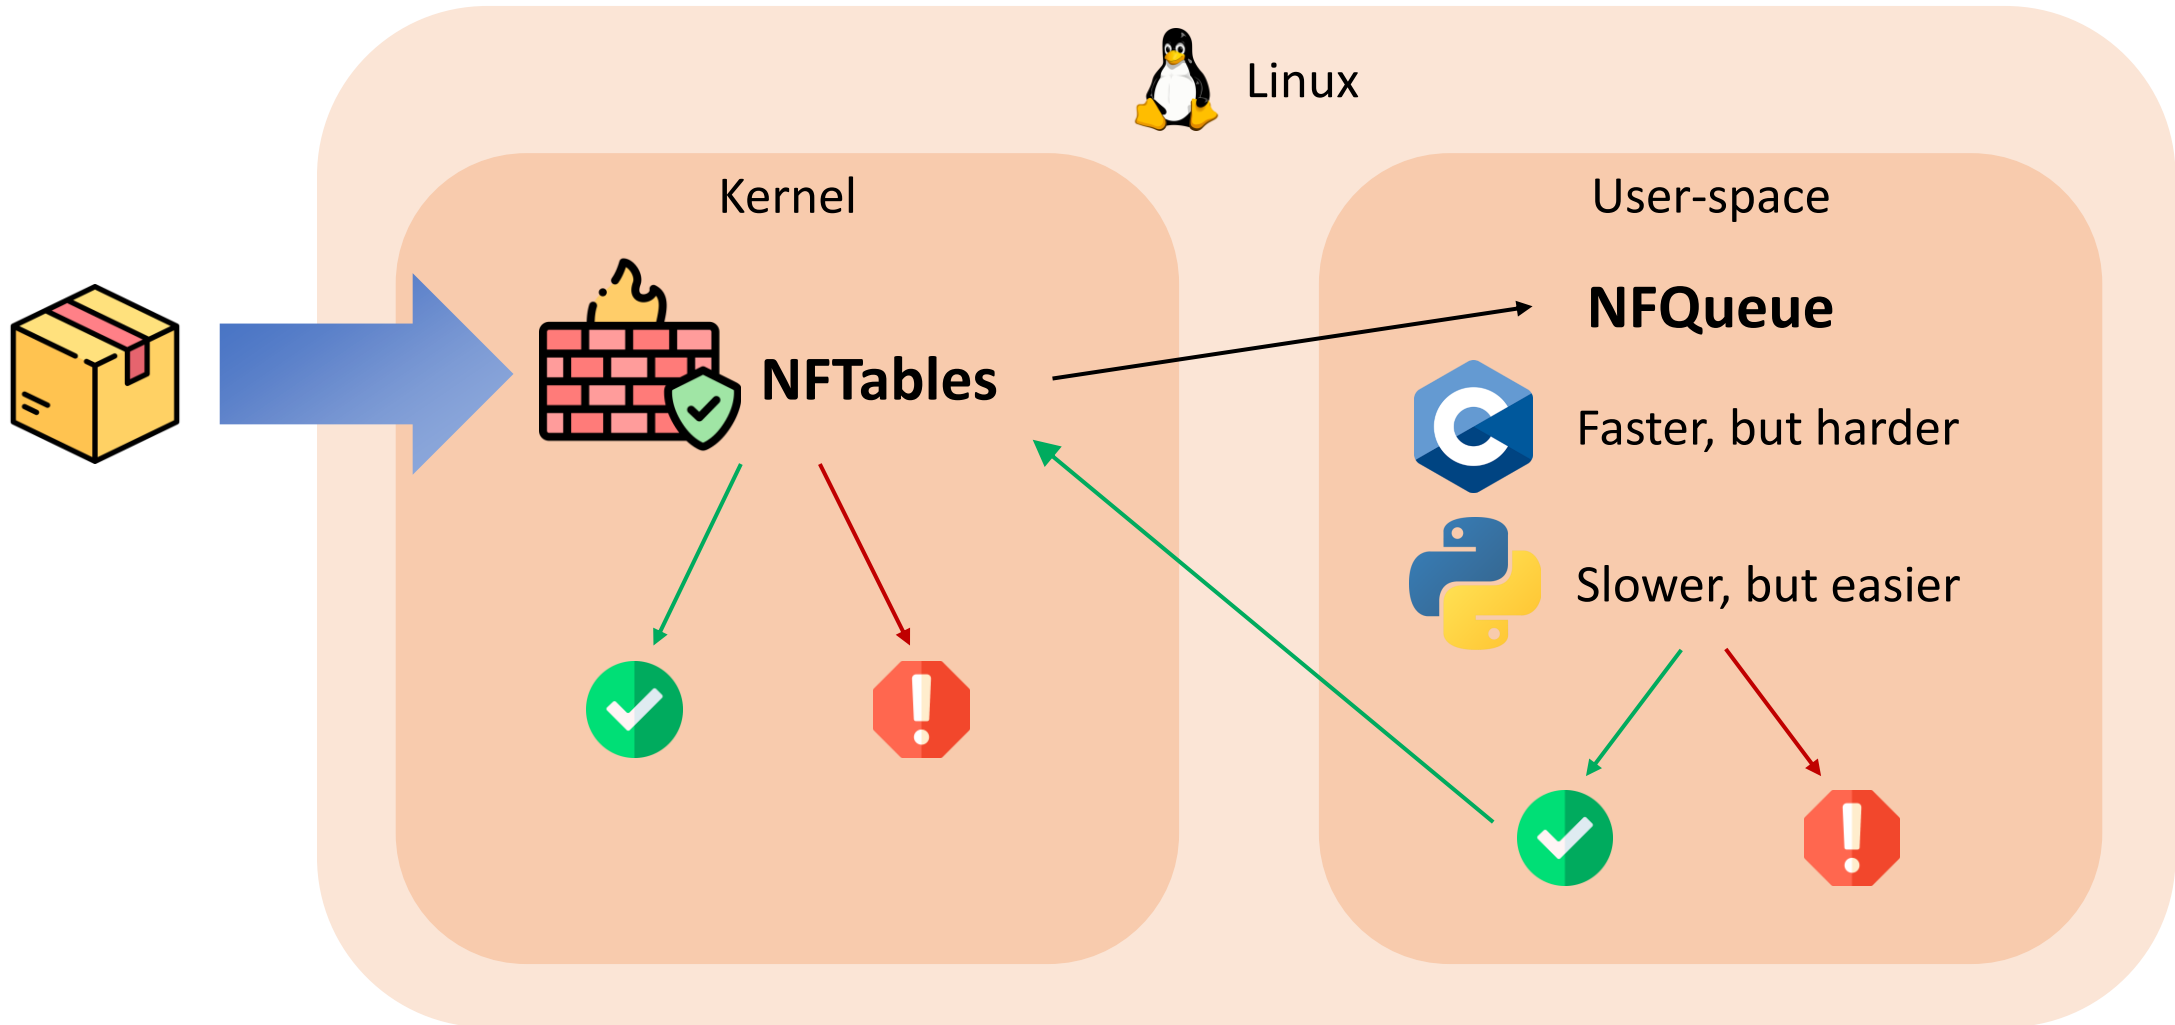 Linux
Kernel
User-space
NFQueue
NFTables
Faster, but harder
Slower, but easier